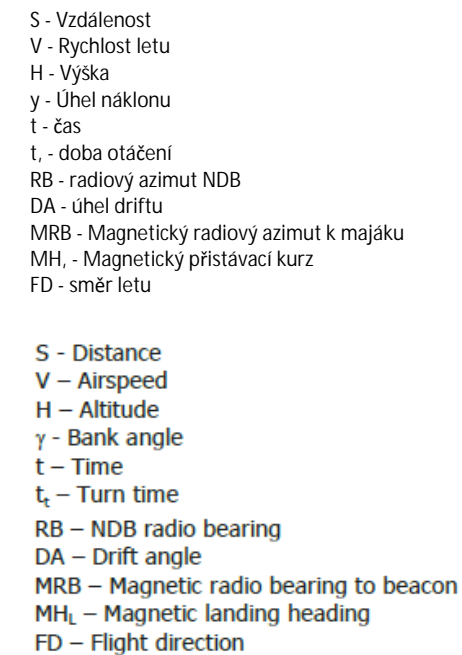 S - Vzdálenost
V - Rychlost letu
H - Výška
y - Úhel náklonu
t - čas
t, - doba otáčení
RB - radiový azimut NDB
DA - úhel driftu
MRB - Magnetický radiový azimut k majáku
MH, - Magnetický přistávací kurz
FD - směr letu
S - Distance
V – Airspeed
H – Altitude
γ - Bank angle
t – Time
tₜ – Turn time
RB – NDB radio bearing
DA – Drift angle
MRB – Magnetic radio bearing to beacon
MH_L – Magnetic landing heading
FD – Flight direction